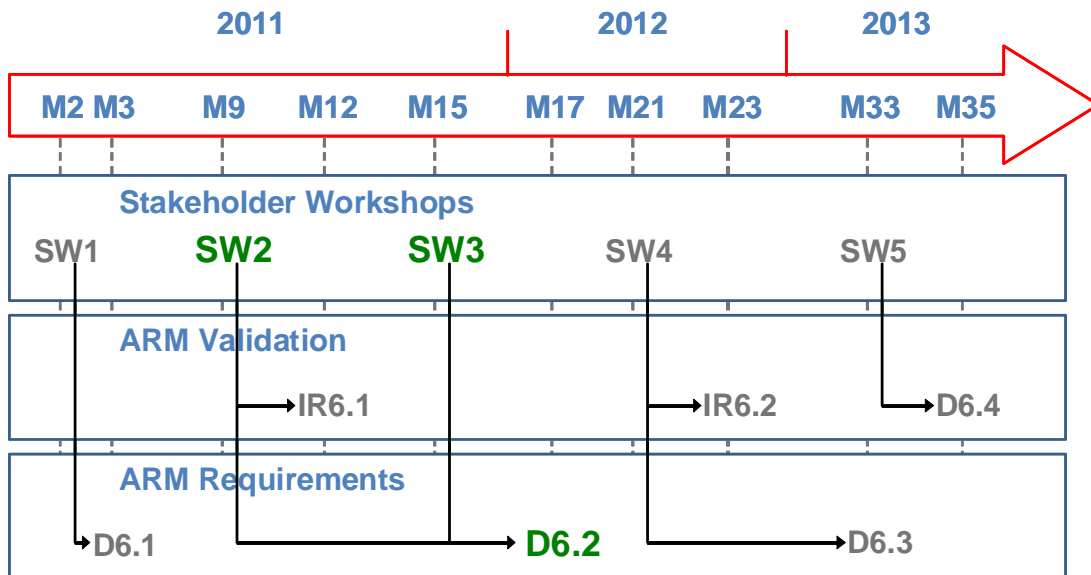 2011 2012 2013
M2 M3 M9 M12 M15 M17 M21 M23 M33 M35
Stakeholder Workshops
SW1 SW2 SW3 SW4 SW5
ARM Validation
IR6.1 IR6.2 D6.4
ARM Requirements
D6.1 D6.2 D6.3